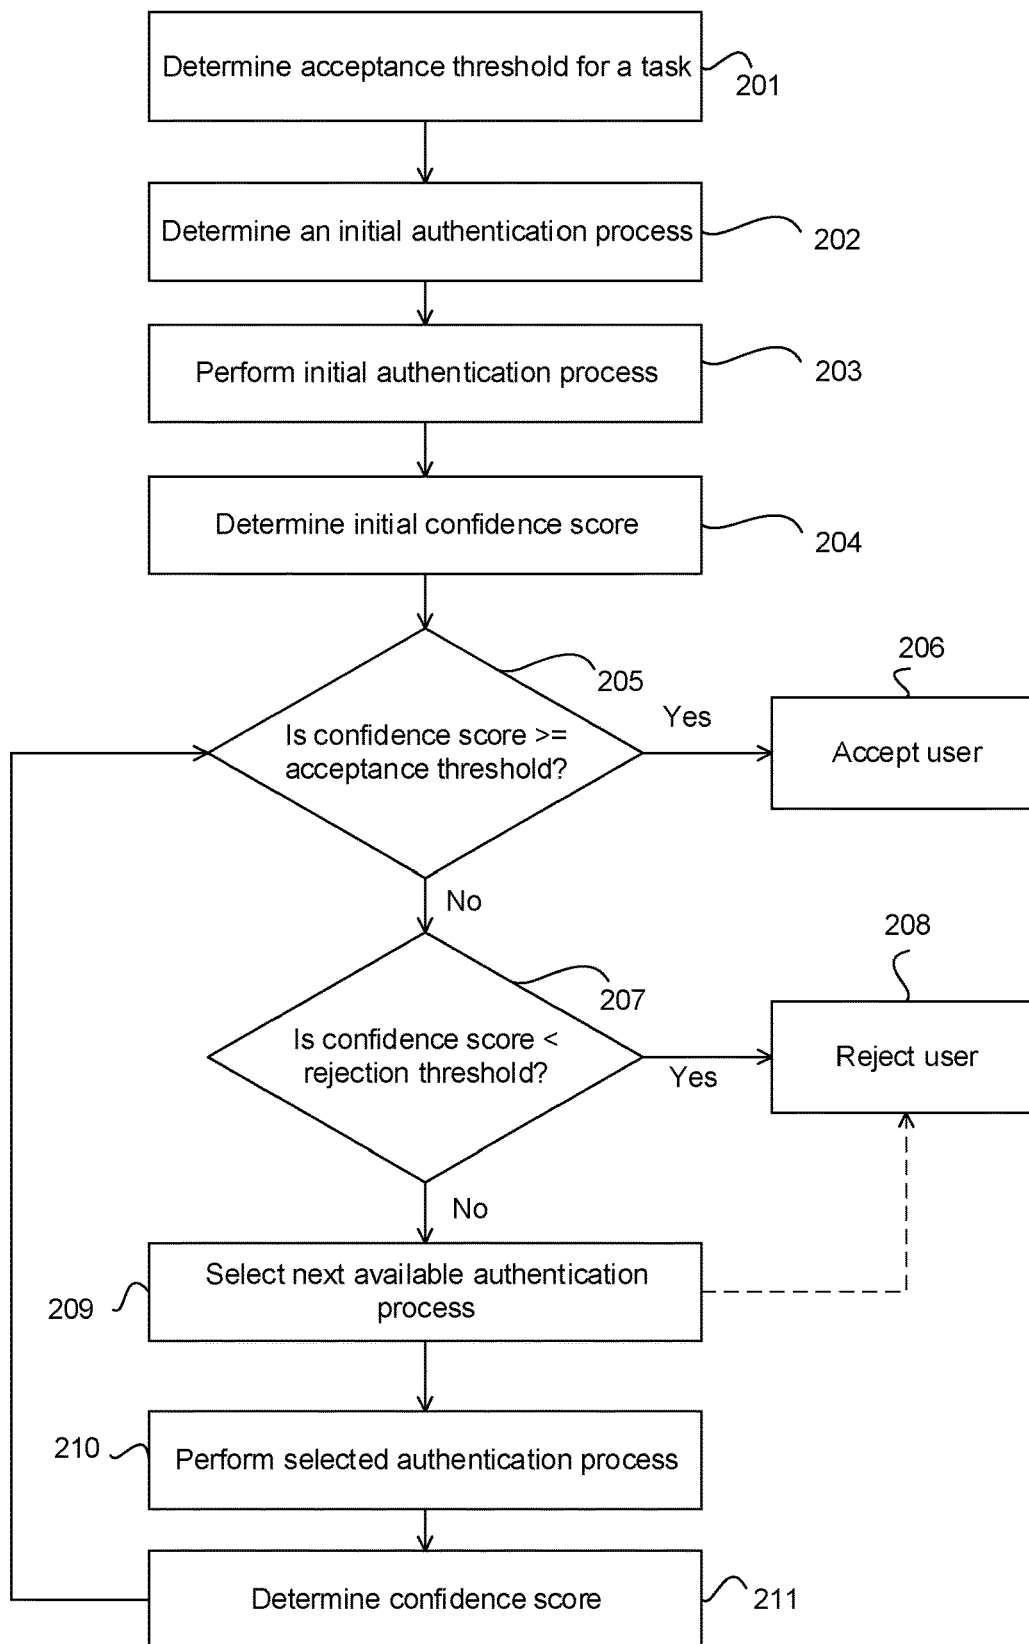 Determine acceptance threshold for a task
201
Determine an initial authentication process
202
Perform initial authentication process
203
Determine initial confidence score
204
205
Is confidence score >=
acceptance threshold?
Yes
206
Accept user
No
207
Is confidence score <
rejection threshold?
Yes
208
Reject user
No
Select next available authentication
process
209
210
Perform selected authentication process
Determine confidence score
211